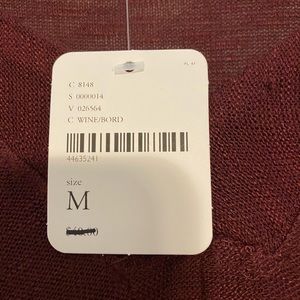 C 8148
S 0000014
V 026564
C WINE/BORD
44635241
size
M